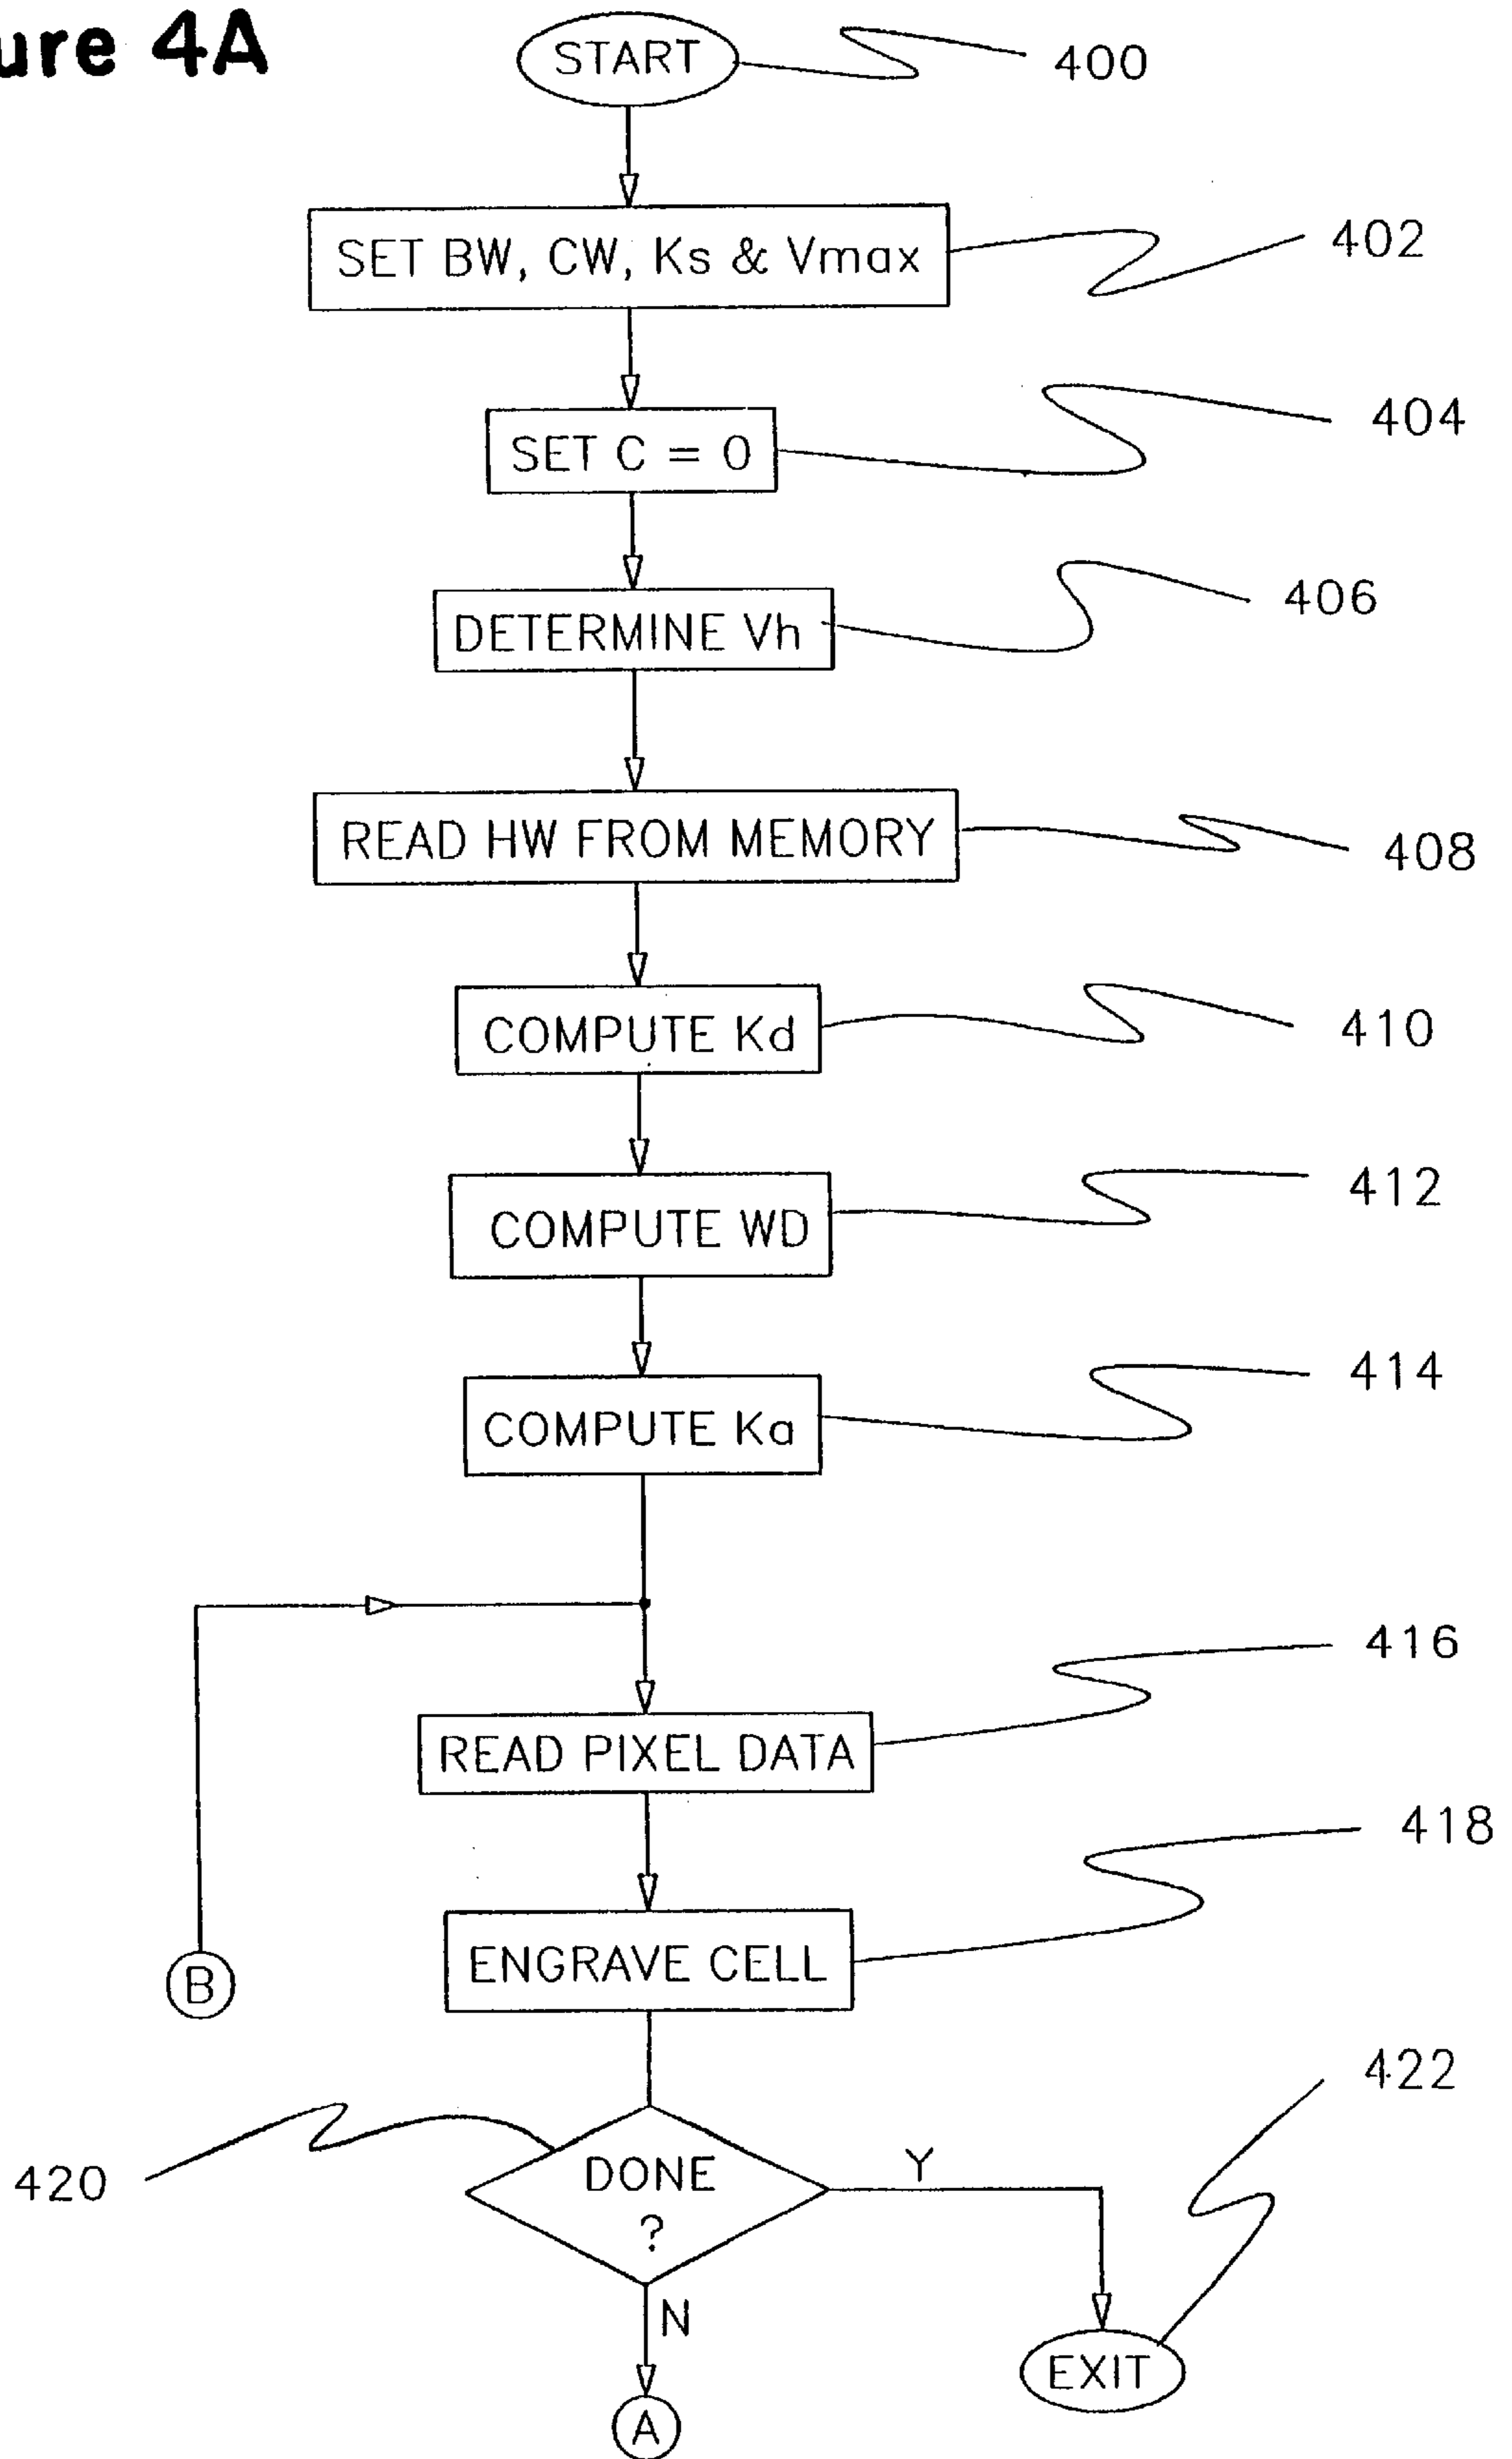 ure 4A
START
400
SET BW, CW, Ks & Vmax
402
SET C = 0
404
DETERMINE Vh
406
READ HW FROM MEMORY
408
COMPUTE Kd
410
COMPUTE WD
412
COMPUTE Ka
414
READ PIXEL DATA
416
ENGRAVE CELL
418
B
420
DONE
?
Y
422
N
EXIT
A